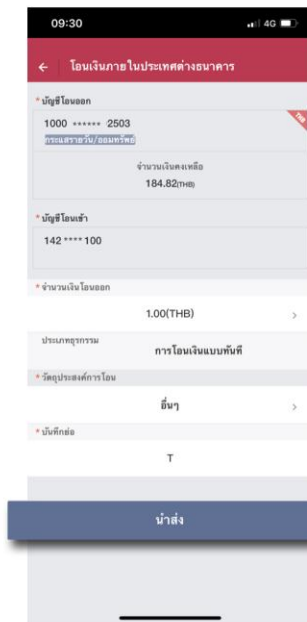 09:30
4G
โอนเงินภายในประเทศต่างธนาคาร
* บัญชีโอนออก
1000 ****** 2503
THB
กระแสรายวัน/ออมทรัพย์
จำนวนเงินคงเหลือ
184.82(THB)
* บัญชีโอนเข้า
142 **** 100
* จำนวนเงินโอนออก
1.00(THB)
ประเภทธุรกรรม
การโอนเงินแบบทันที
* วัตถุประสงค์การโอน
อื่นๆ
* บันทึกย่อ
T
นำส่ง